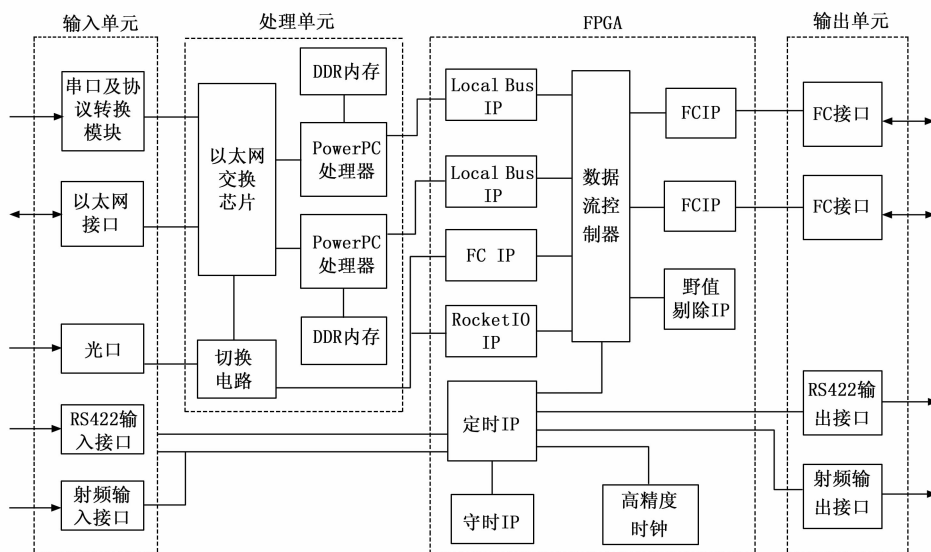 输入单元
处理单元
FPGA
输出单元
串口及协
议转换
模块
以太网
接口
光口
RS422输
入接口
射频输
入接口
以太网
交换
芯片
切换
电路
DDR内存
PowerPC
处理器
PowerPC
处理器
DDR内存
Local Bus
IP
Local Bus
IP
FC IP
RocketIO
IP
定时IP
守时IP
数据
流控
制器
FCIP
FCIP
野值
剔除IP
高精度
时钟
FC接口
FC接口
RS422输
出接口
射频输
出接口